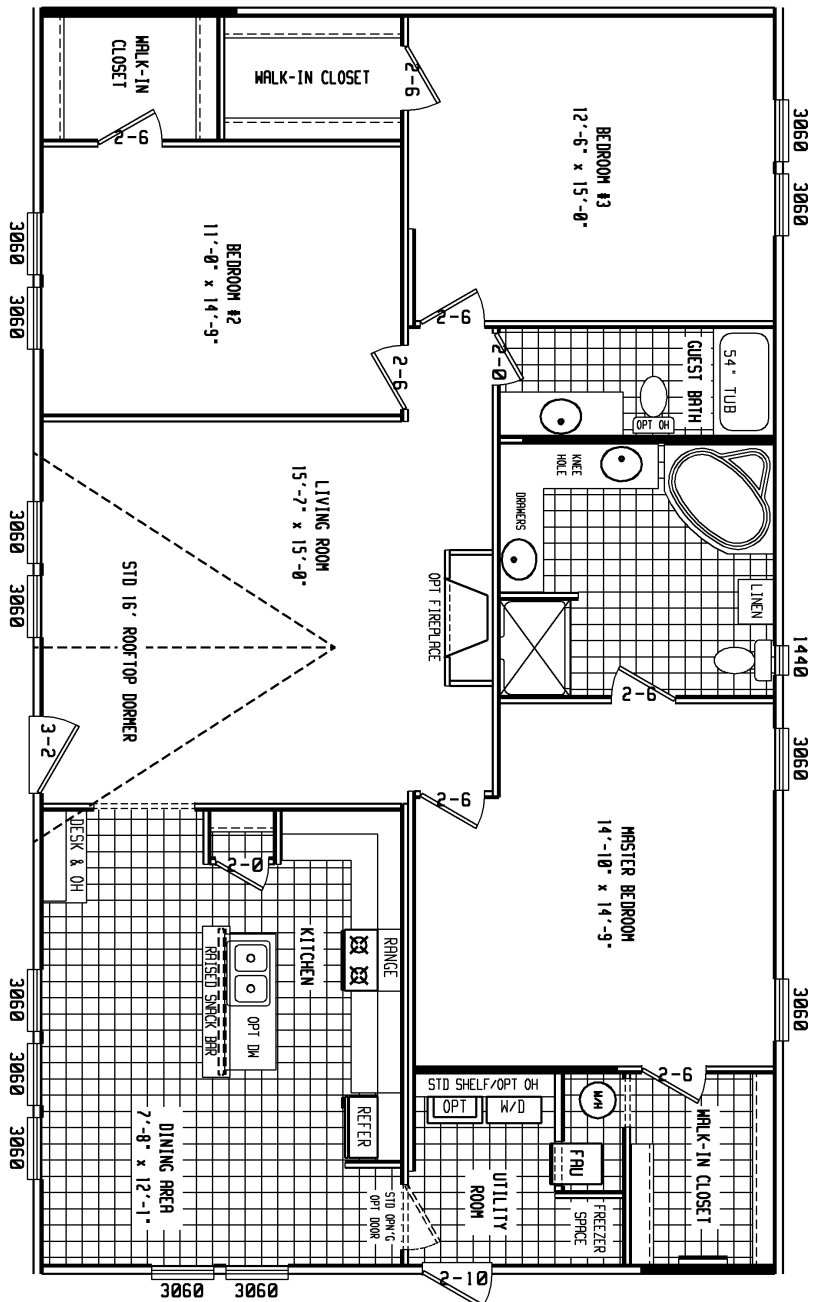 WALK-IN
CLOSET
2-6
WALK-IN CLOSET
2-6
BEDROOM #3
12'-6" x 15'-0"
3060
3060
3060
3060
BEDROOM #2
11'-0" x 14'-9"
2-6
2-6
2-0
GUEST BATH
54" TUB
OPT OH
KNEE
HOLE
DRAWERS
LINEN
1440
2-6
LIVING ROOM
15'-7" x 15'-0"
OPT FIREPLACE
STD 16' ROOFTOP DORMER
3060
3060
3-2
2-6
MASTER BEDROOM
14'-10" x 14'-9"
3060
3060
DESK & OH
2-0
KITCHEN
RANGE
RAISED SNACK BAR
OPT DW
REFER
3060
3060
3060
DINING AREA
7'-8" x 12'-1"
STD OPN'G
OPT DOOR
STD SHELF/OPT OH
OPT
W/D
W/H
FAU
2-6
WALK-IN CLOSET
UTILITY
ROOM
FREEZER
SPACE
2-10
3060
3060